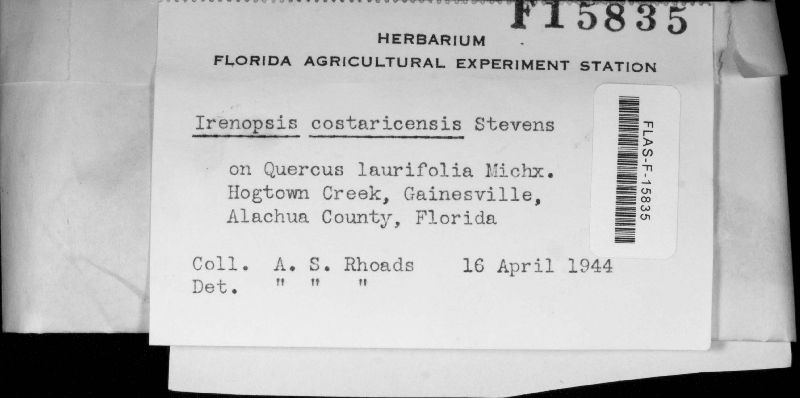 F15835
HERBARIUM
FLORIDA AGRICULTURAL EXPERIMENT STATION
Irenopsis costaricensis Stevens
on Quercus laurifolia Michx.
Hogtown Creek, Gainesville,
Alachua County, Florida
Coll. A. S. Rhoads 16 April 1944
Det. " " "
FLAS-F-15835